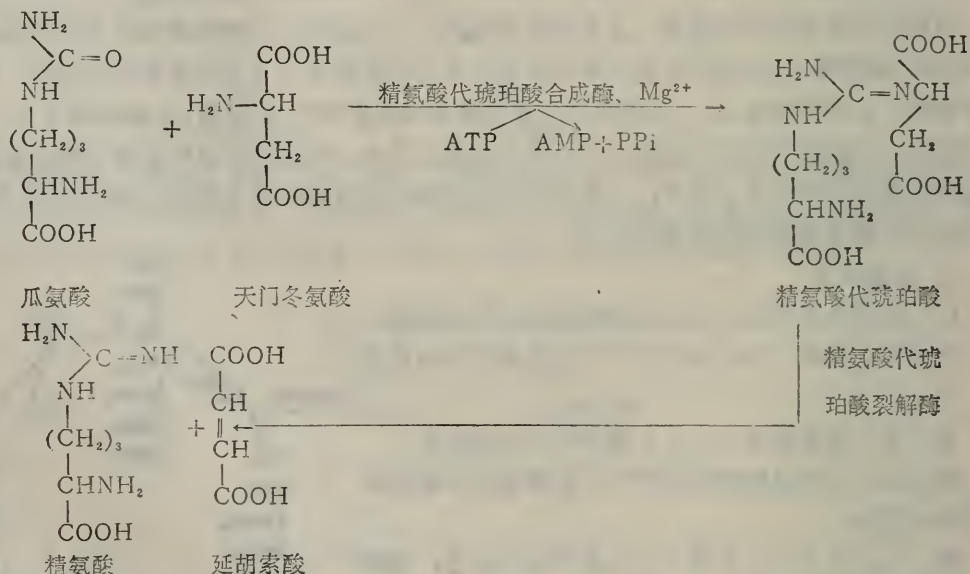 NH₂
C=O
NH
(CH₂)₃
CHNH₂
COOH
+
COOH
H₂N—CH
CH₂
COOH
精氨酸代琥珀酸合成酶、Mg²⁺
ATP AMP+PPi
COOH
H₂N
C=NCH
NH
CH₂
(CH₂)₃
COOH
CHNH₂
COOH
瓜氨酸 天门冬氨酸 精氨酸代琥珀酸
H₂N
C=NH
NH
(CH₂)₃
CHNH₂
COOH
+
COOH
CH
CH
COOH
精氨酸代琥
珀酸裂解酶
精氨酸 延胡索酸